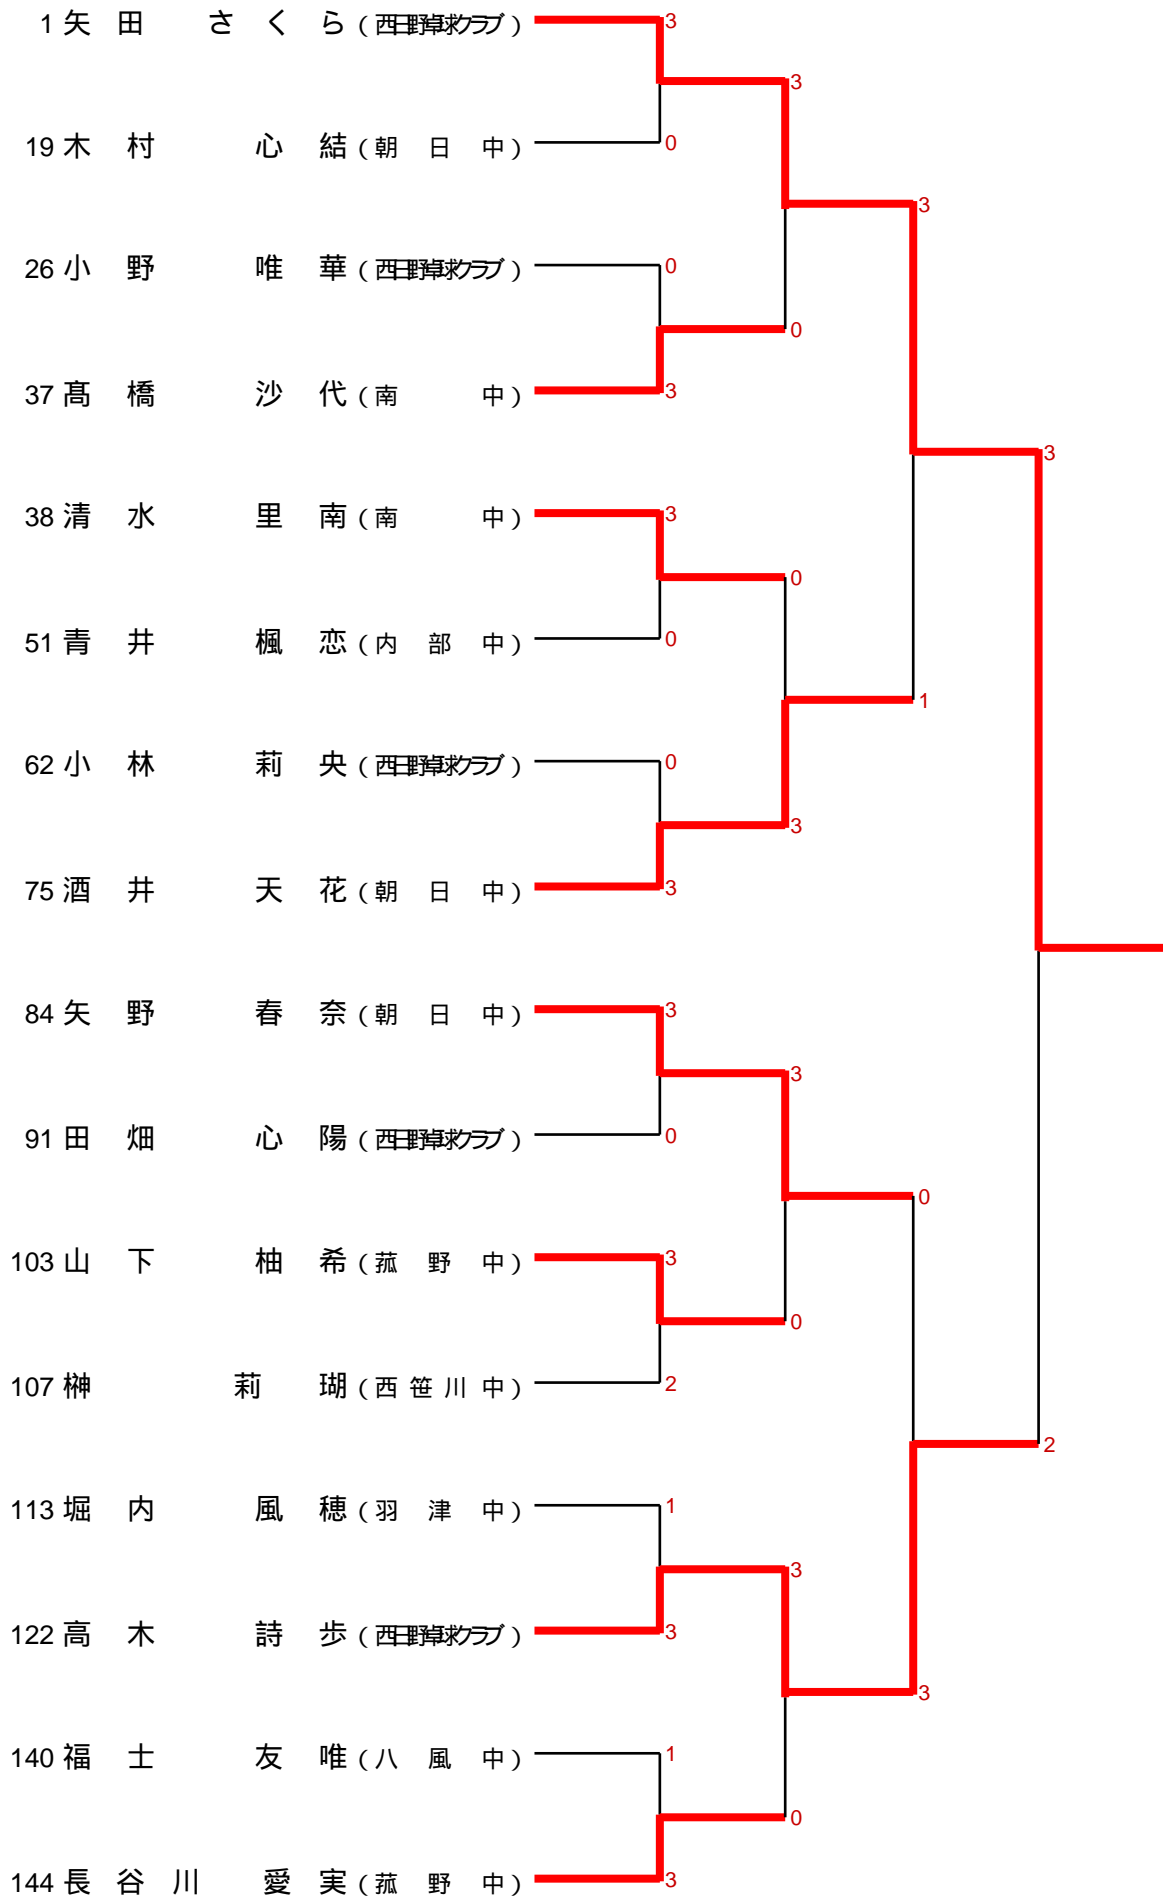 1 矢田 さくら (西日野卓球クラブ) 3
3
19 木村 心結 (朝日中) 0
3
26 小野 唯華 (西日野卓球クラブ) 0
0
37 髙橋 沙代 (南中) 3
3
38 清水 里南 (南中) 3
0
51 青井 楓恋 (内部中) 0
1
62 小林 莉央 (西日野卓球クラブ) 0
3
75 酒井 天花 (朝日中) 3
84 矢野 春奈 (朝日中) 3
3
91 田畑 心陽 (西日野卓球クラブ) 0
0
103 山下 柚希 (菰野中) 3
0
107 榊 莉瑚 (西笹川中) 2
2
113 堀内 風穂 (羽津中) 1
3
122 高木 詩歩 (西日野卓球クラブ) 3
3
140 福士 友唯 (八風中) 1
0
144 長谷川 愛実 (菰野中) 3